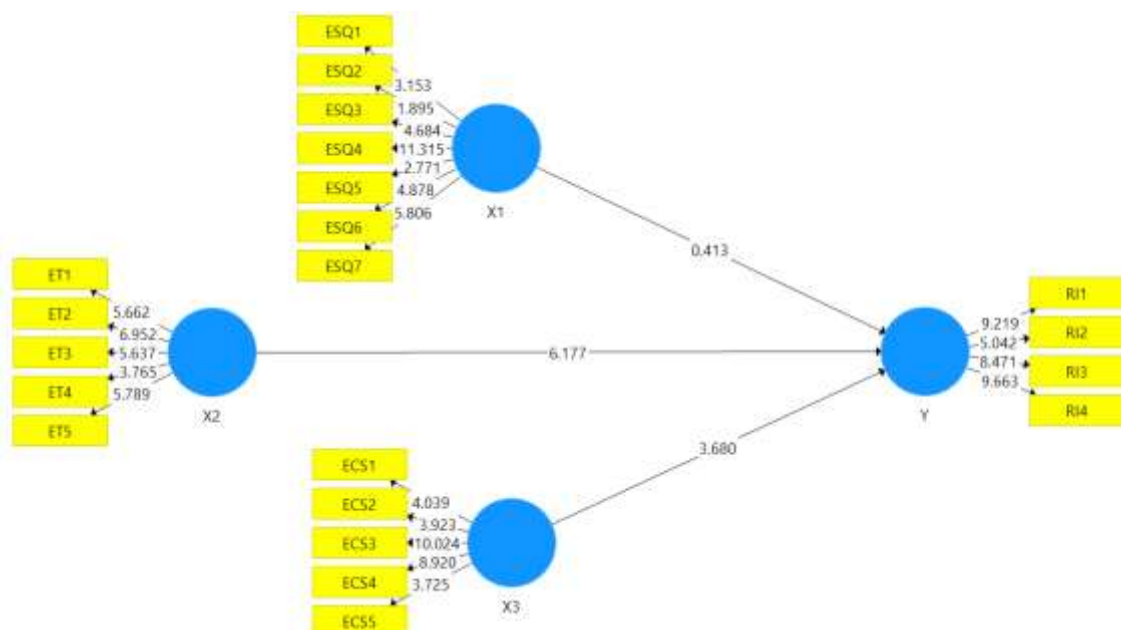 ESQ1
ESQ2
ESQ3
ESQ4
ESQ5
ESQ6
ESQ7
3.153
1.895
4.684
11.315
2.771
4.878
5.806
X1
0.413
ET1
ET2
ET3
ET4
ET5
5.662
6.952
5.637
3.765
5.789
X2
6.177
RI1
RI2
RI3
RI4
9.219
5.042
8.471
9.663
Y
3.680
ECS1
ECS2
ECS3
ECS4
ECS5
4.039
3.923
10.024
8.920
3.725
X3